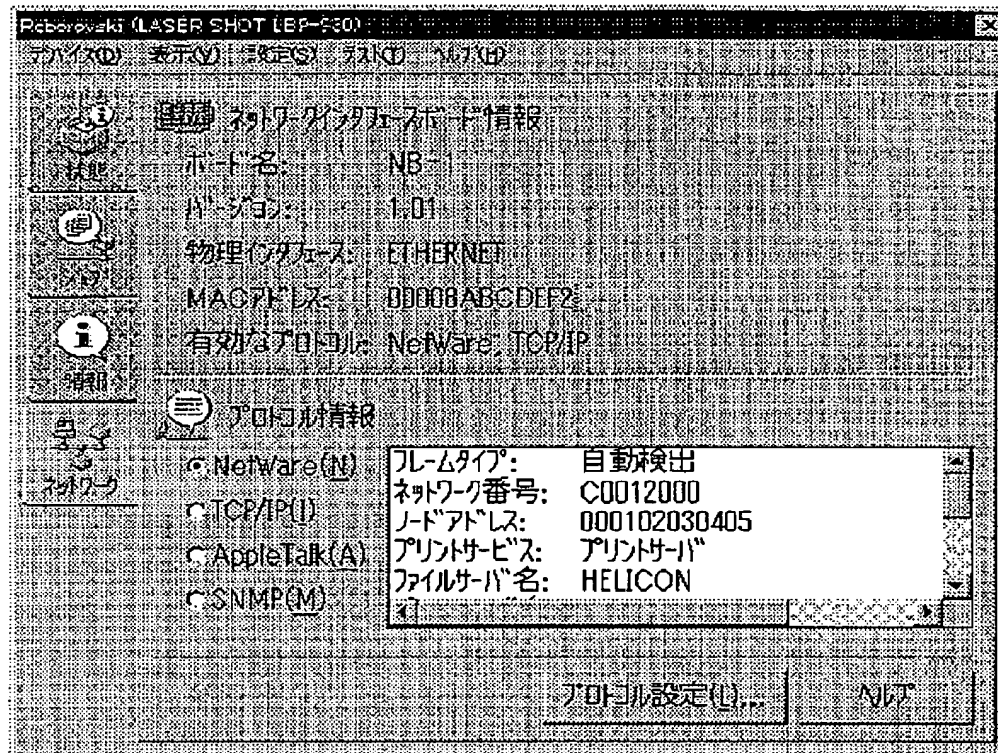 Roborovski (LASER SHOT LBP-930)
デバイス(D) 表示(V) 設定(S) テスト(T) ヘルプ(H)
状態
情報
ネットワーク
ネットワークインタフェースボード情報
ボード名: NB-1
バージョン: 1.01
物理インタフェース: ETHERNET
MACアドレス: 00008ABCDEF2
有効なプロトコル: NetWare, TCP/IP
プロトコル情報
NetWare(N)
TCP/IP(I)
AppleTalk(A)
SNMP(M)
フレームタイプ: 自動検出
ネットワーク番号: C0012000
ノードアドレス: 000102030405
プリントサービス: プリントサーバ
ファイルサーバ名: HELICON
プロトコル設定(L)...
ヘルプ